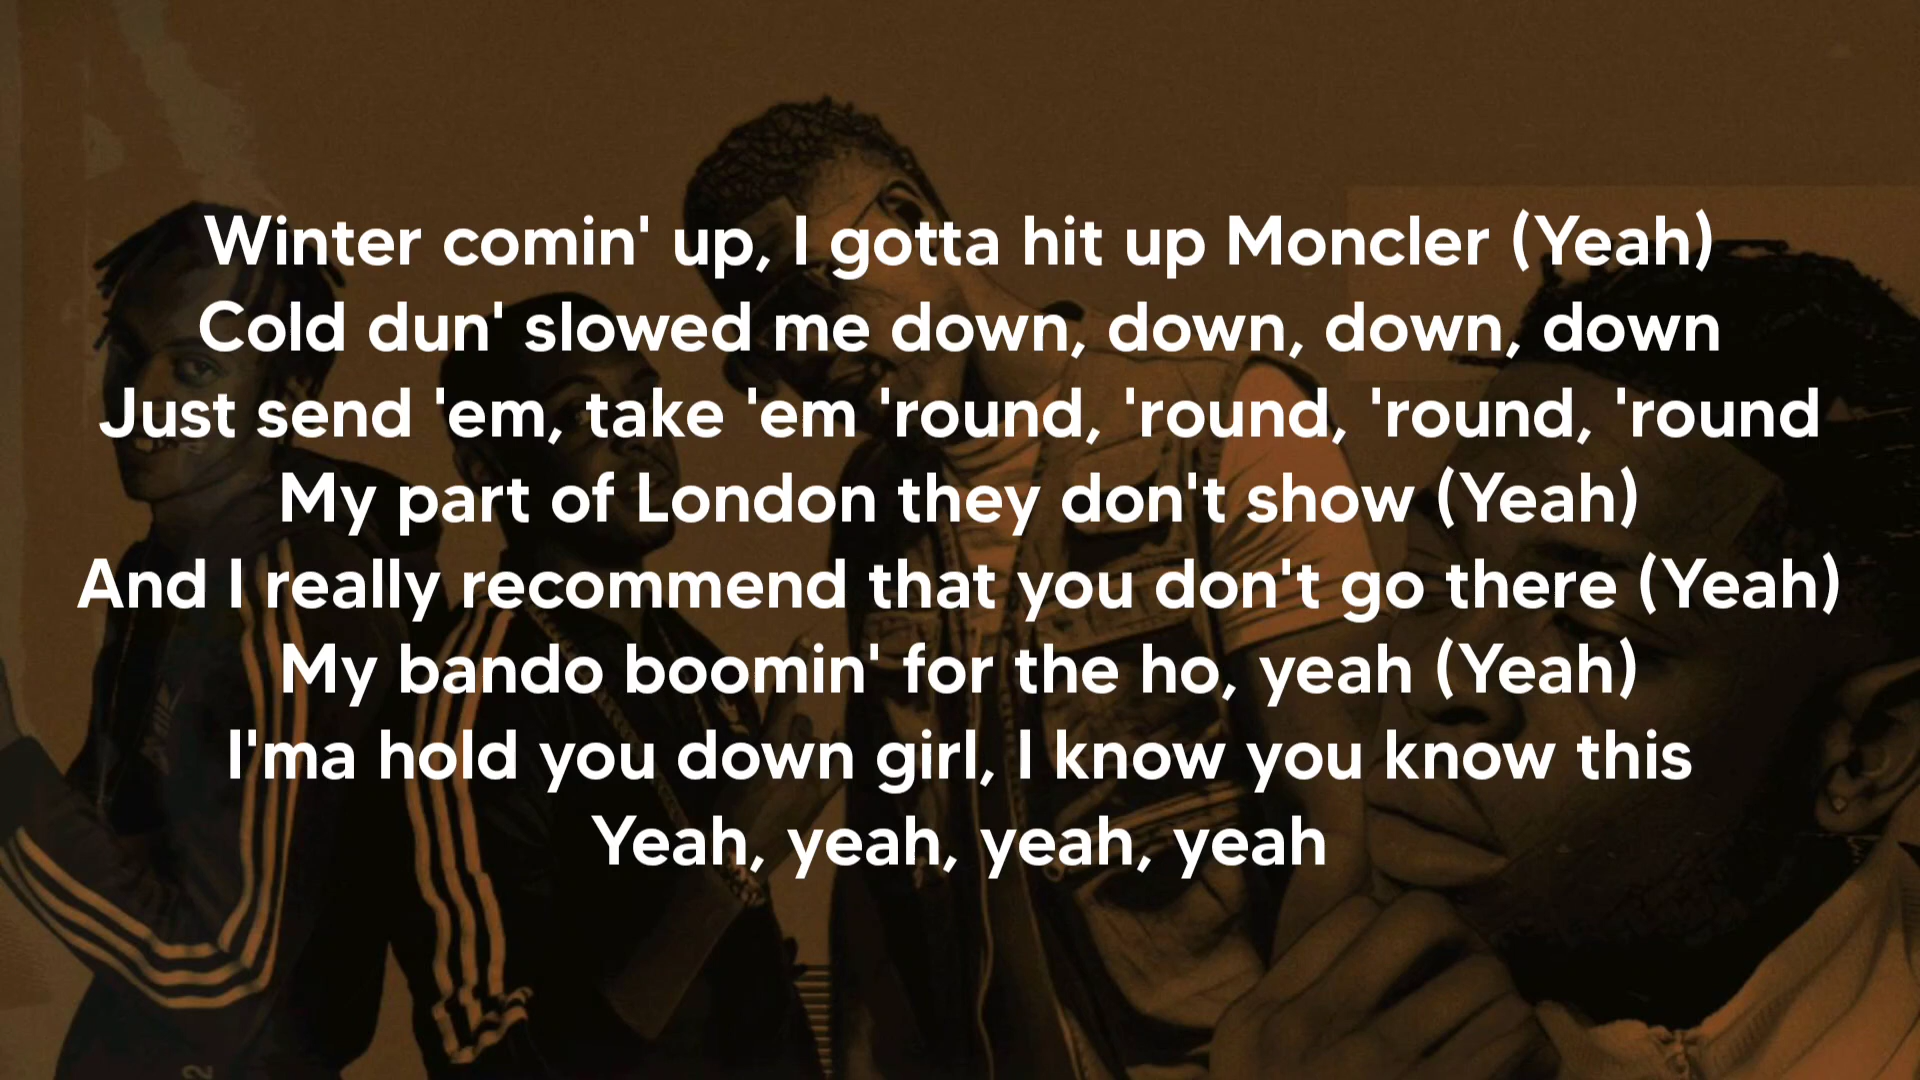 Winter comin' up, I gotta hit up Moncler (Yeah)
Cold dun' slowed me down, down, down, down
Just send 'em, take 'em 'round, 'round, 'round, 'round
My part of London they don't show (Yeah)
And I really recommend that you don't go there (Yeah)
My bando boomin' for the ho, yeah (Yeah)
I'ma hold you down girl, I know you know this
Yeah, yeah, yeah, yeah